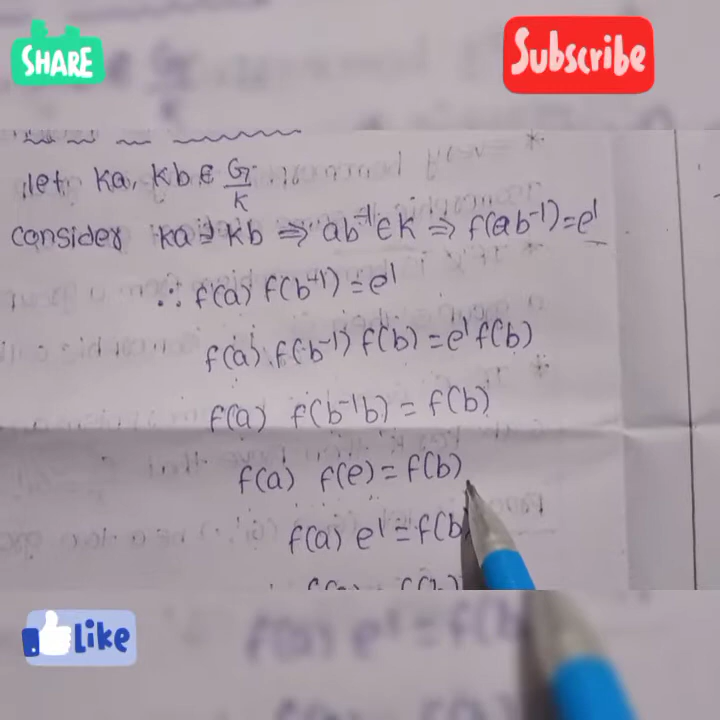 SHARE
Subscribe
let Ka, Kb ∈ G/K
consider Ka = Kb ⇒ ab⁻¹ ∈ K ⇒ f(ab⁻¹) = e'
∴ f(a) f(b⁻¹) = e'
f(a) f(b⁻¹) f(b) = e' f(b)
f(a) f(b⁻¹b) = f(b)
f(a) f(e) = f(b)
f(a) e' = f(b)
Like